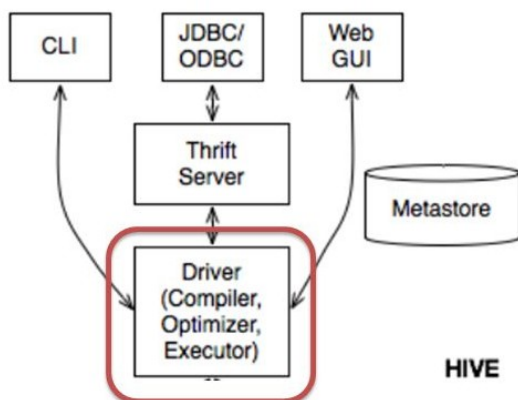 CLI
JDBC/
ODBC
Web
GUI
Thrift
Server
Metastore
Driver
(Compiler,
Optimizer,
Executor)
HIVE